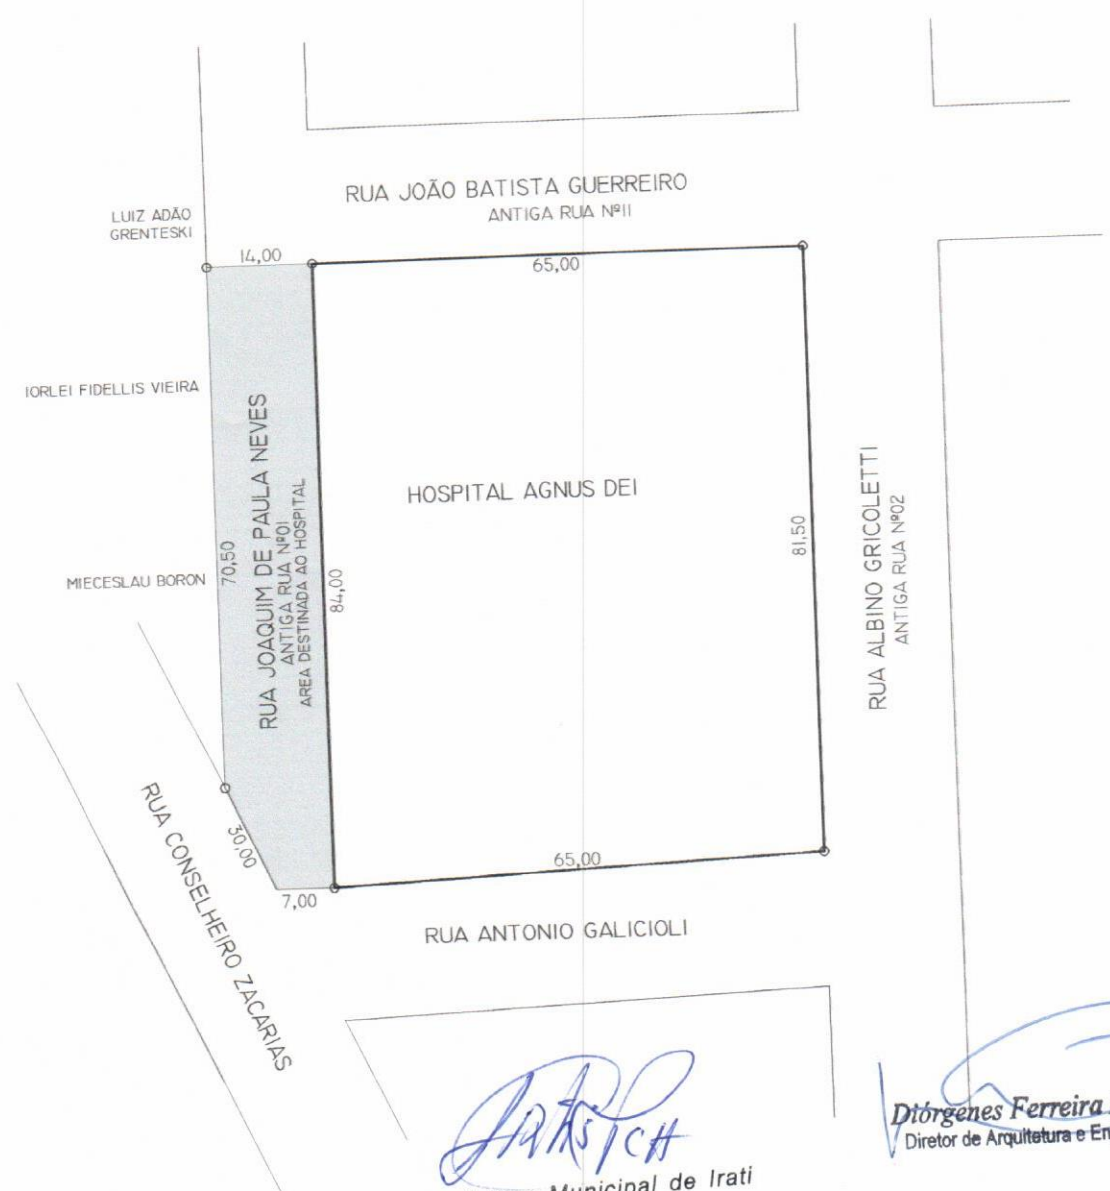 RUA JOÃO BATISTA GUERREIRO
ANTIGA RUA Nº11
LUIZ ADÃO
GRENTESKI
14,00
65,00
IORLEI FIDELLIS VIEIRA
RUA JOAQUIM DE PAULA NEVES
ANTIGA RUA Nº01
AREA DESTINADA AO HOSPITAL
HOSPITAL AGNUS DEI
MIECESLAU BORON
70,50
84,00
81,50
RUA ALBINO GRICOLETTI
ANTIGA RUA Nº02
RUA CONSELHEIRO ZACARIAS
30,00
7,00
65,00
RUA ANTONIO GALICIOLI
Diórgenes Ferreira
Diretor de Arquitetura e En
Municipal de Irati